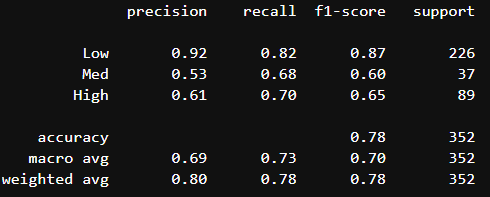 precision recall f1-score support
Low 0.92 0.82 0.87 226
Med 0.53 0.68 0.60 37
High 0.61 0.70 0.65 89
accuracy 0.78 352
macro avg 0.69 0.73 0.70 352
weighted avg 0.80 0.78 0.78 352